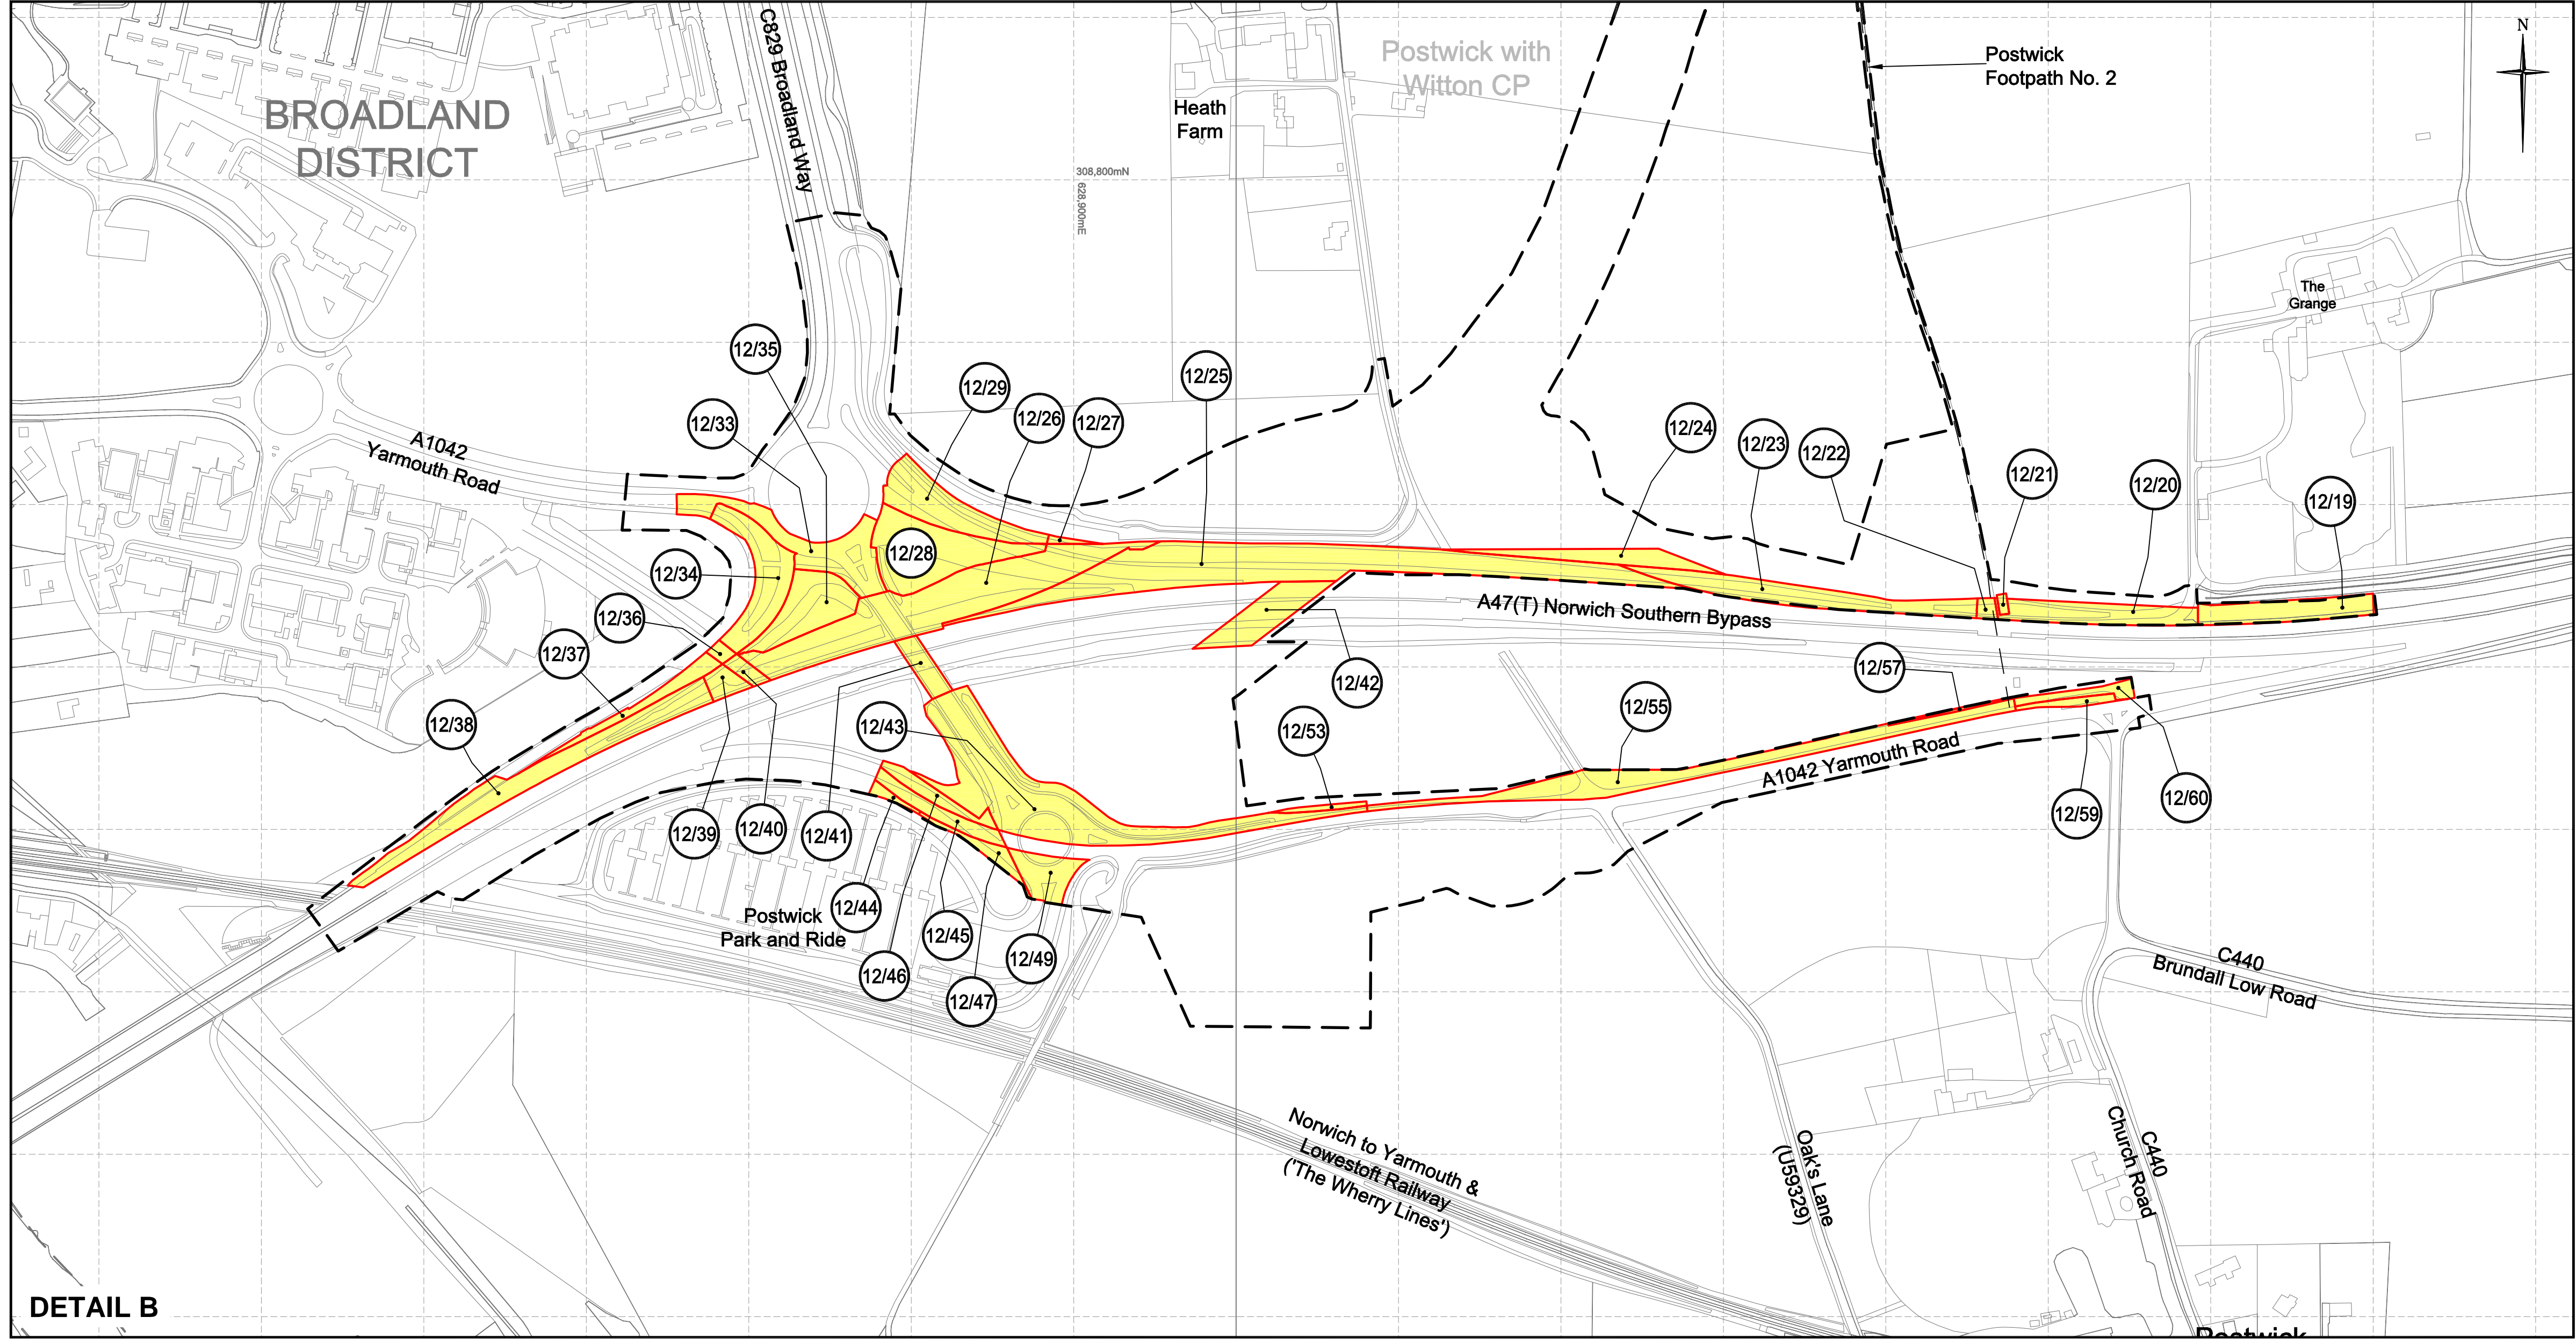 C829 Broadland Way
BROADLAND
DISTRICT
Heath
Farm
Postwick with
Witton CP
Postwick
Footpath No. 2
N
308,800mN
628,900mE
The
Grange
12/35
12/29
12/25
12/33
12/26
12/27
12/24
12/23
12/22
12/21
12/20
12/19
A1042
Yarmouth Road
12/28
12/34
12/36
12/37
12/38
A47(T) Norwich Southern Bypass
12/42
12/57
12/43
12/53
12/55
A1042 Yarmouth Road
12/39
12/40
12/41
12/59
12/60
Postwick
Park and Ride
12/44
12/45
12/46
12/47
12/49
C440
Brundall Low Road
Norwich to Yarmouth &
Lowestoft Railway
('The Wherry Lines')
Oak's Lane
(U59329)
C440
Church Road
DETAIL B
Postwick